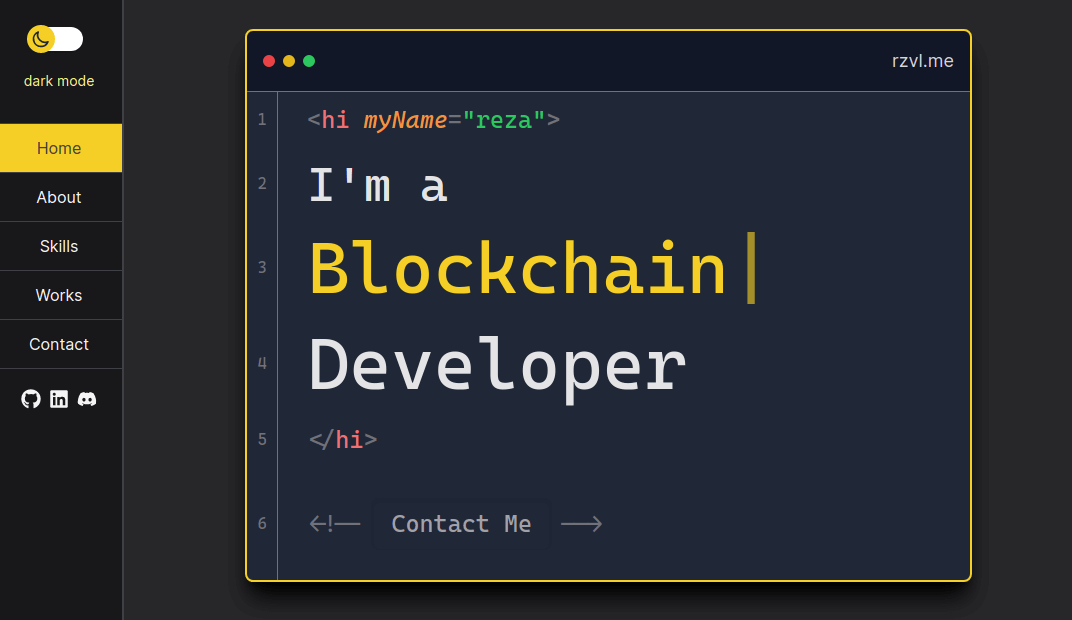 dark mode
Home
About
Skills
Works
Contact
rzvl.me
1 <hi myName="reza">
2 I'm a
3 Blockchain|
4 Developer
5 </hi>
6 <!-- Contact Me -->